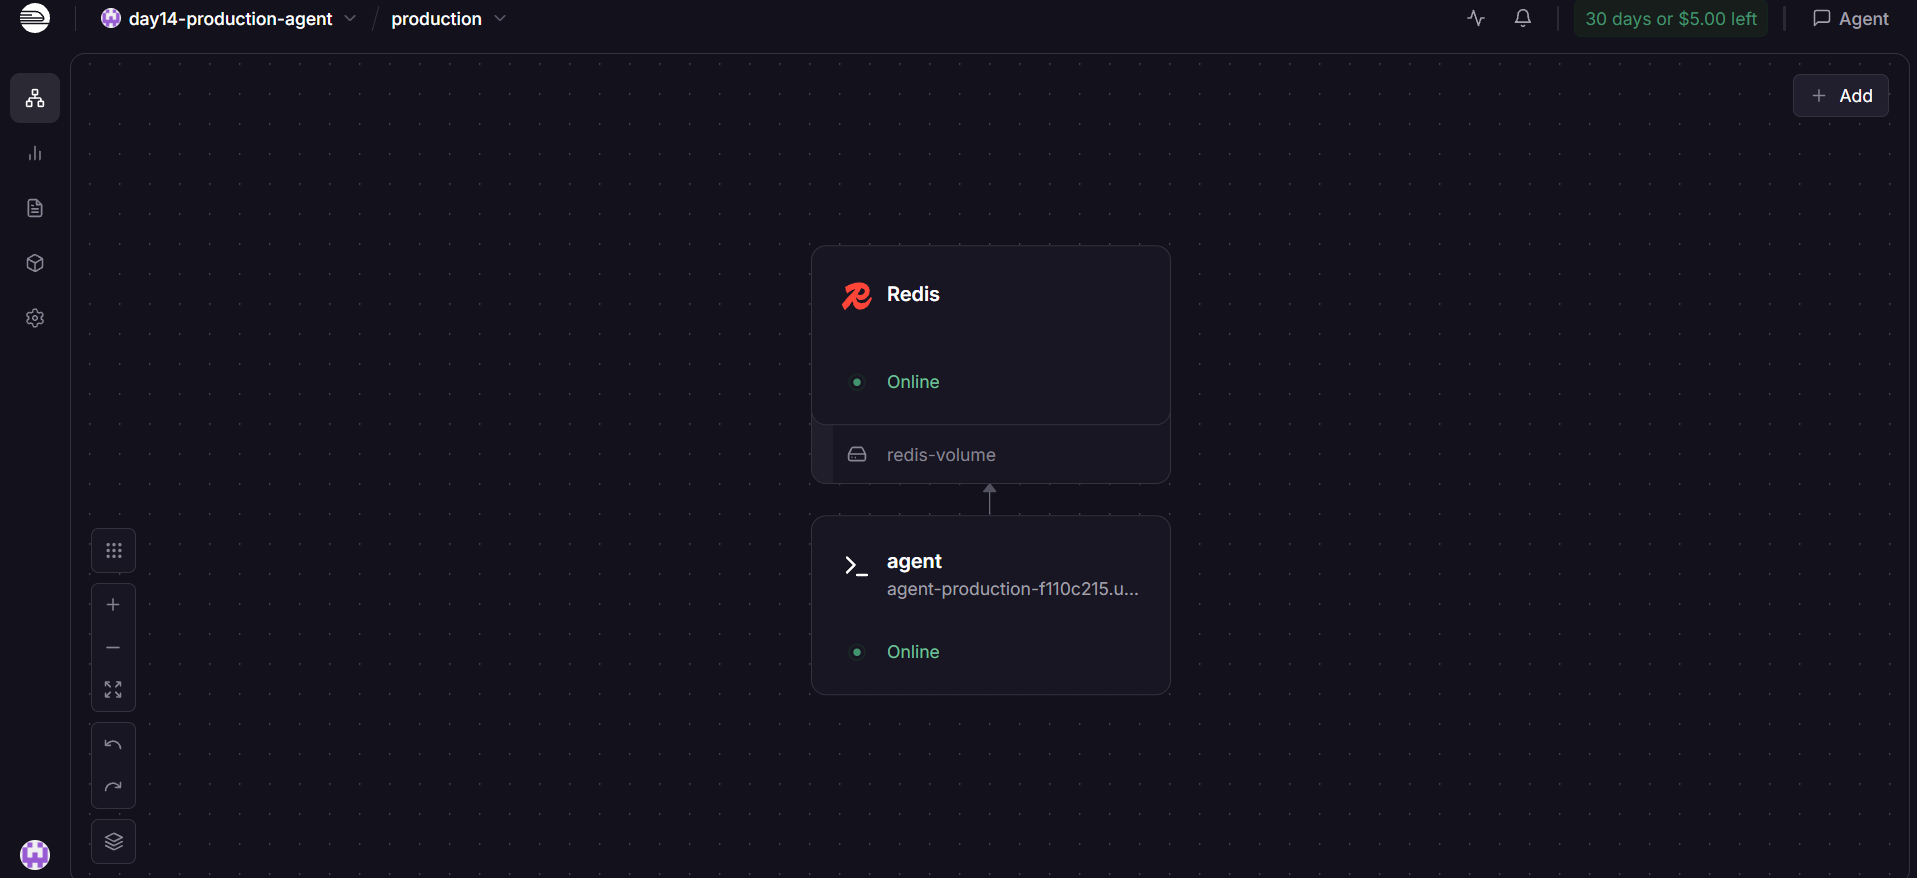 day14-production-agent / production
30 days or $5.00 left
Agent
+ Add
Redis
Online
redis-volume
agent
agent-production-f110c215.u...
Online